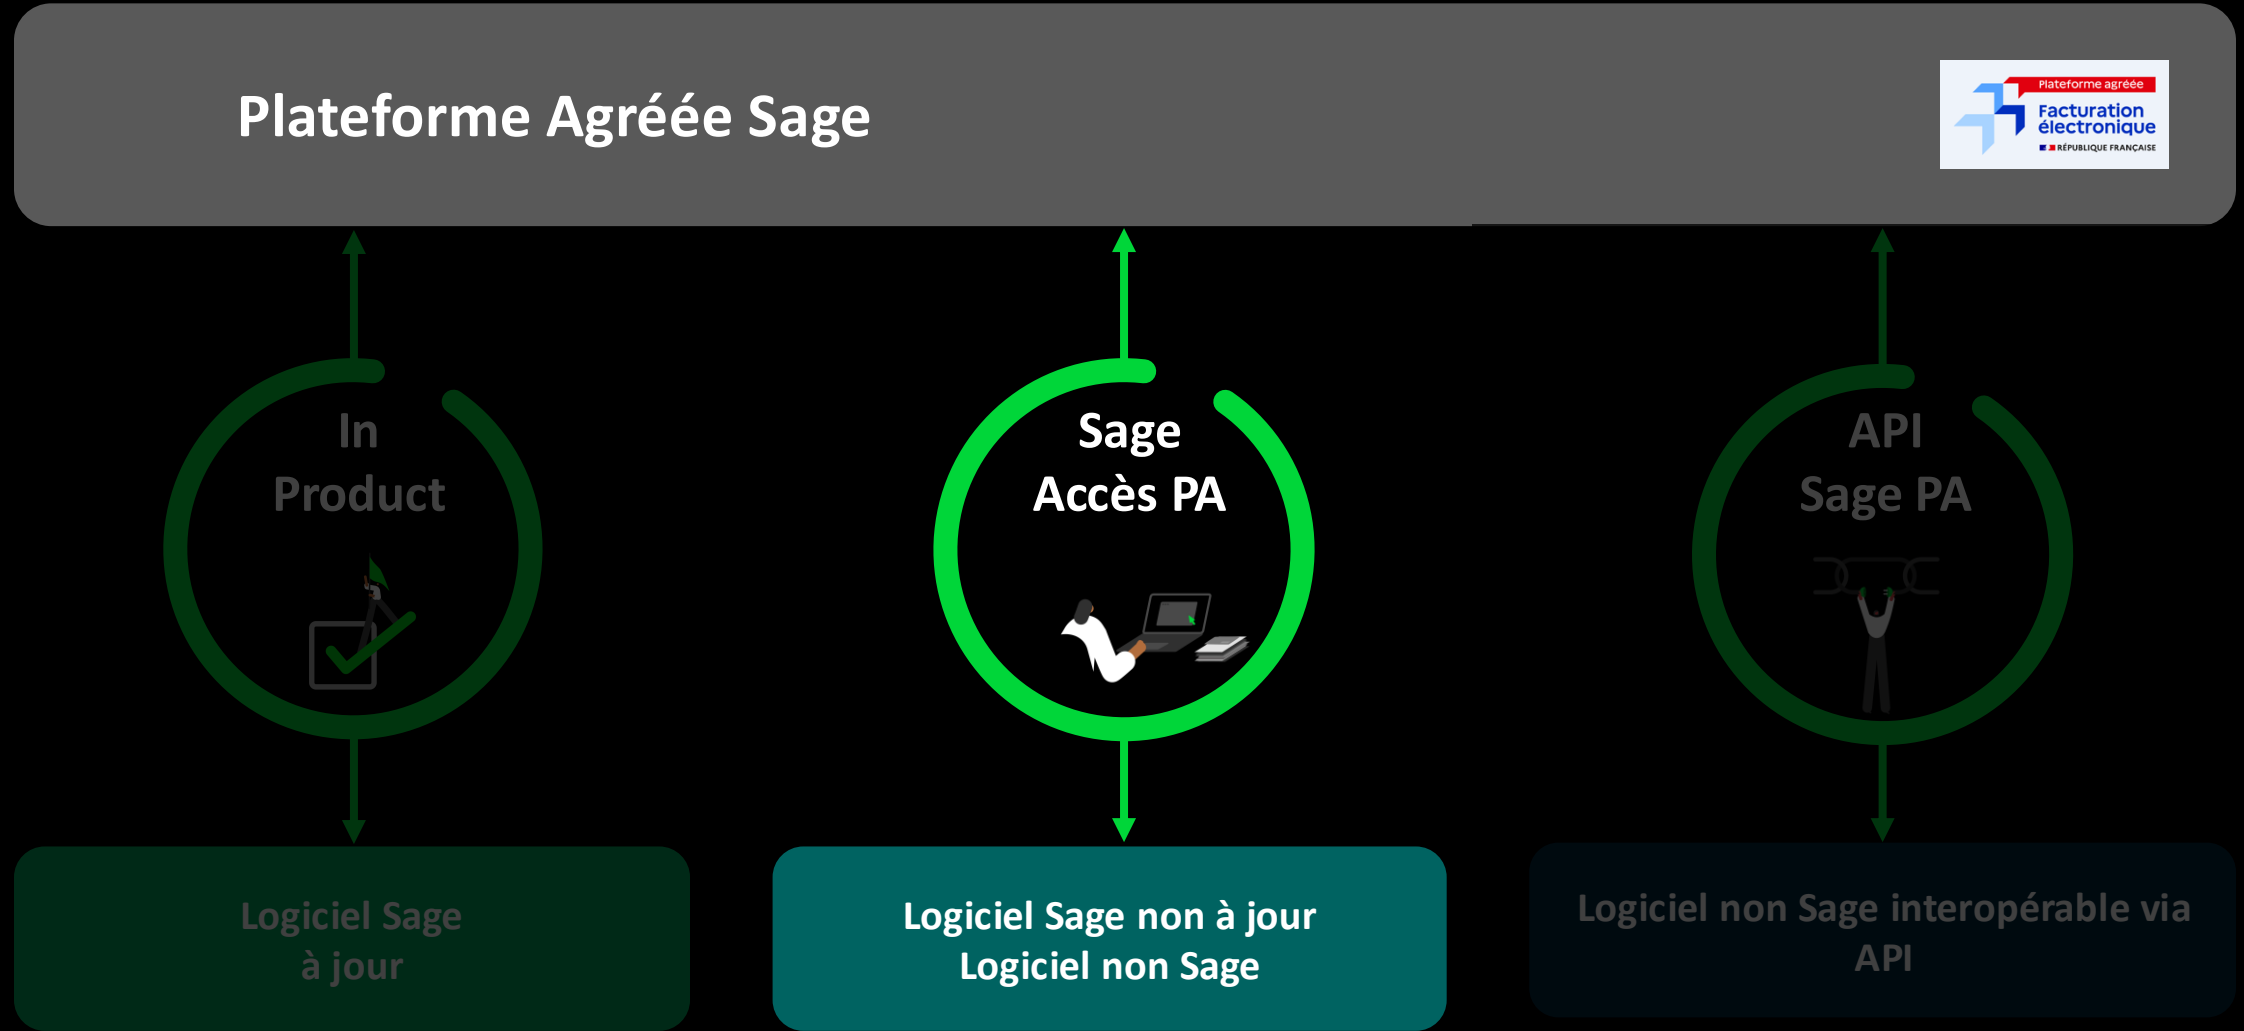 Plateforme Agréée Sage
Plateforme agréée
Facturation
électronique
RÉPUBLIQUE FRANÇAISE
In
Product
Sage
Accès PA
API
Sage PA
Logiciel Sage
à jour
Logiciel Sage non à jour
Logiciel non Sage
Logiciel non Sage interopérable via
API